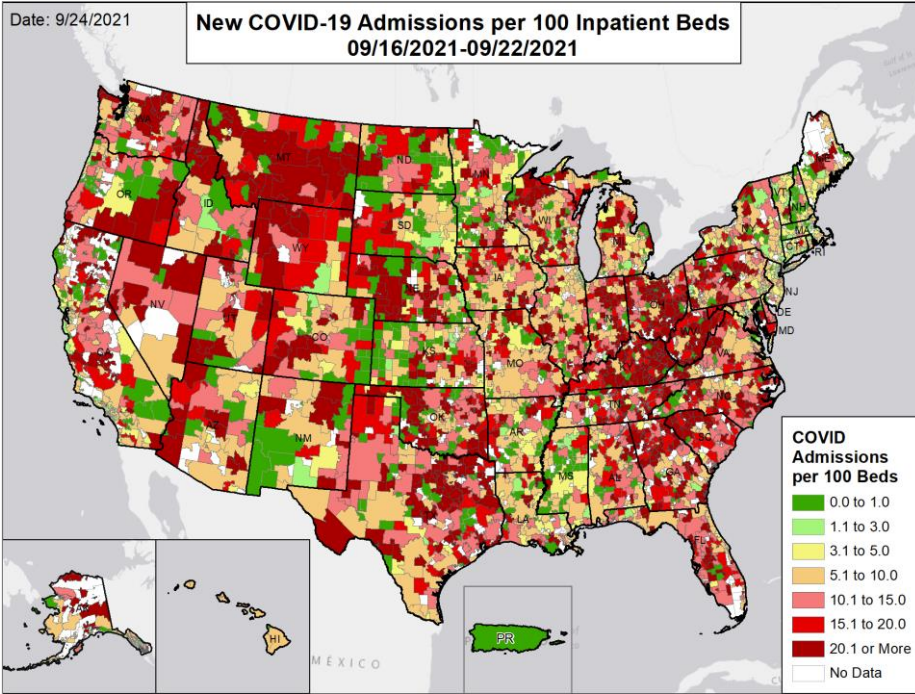 Date: 9/24/2021
New COVID-19 Admissions per 100 Inpatient Beds
09/16/2021-09/22/2021
WA
MT
ND
MN
ME
OR
ID
SD
WI
MI
VT
NH
NY
MA
CT
RI
WY
IA
NE
PA
NJ
NV
UT
CO
IN
OH
DE
MD
WV
VA
CA
KS
MO
AZ
NM
OK
AR
TN
NC
SC
MS
AL
GA
LA
FL
AK
HI
PR
MÉXICO
COVID
Admissions
per 100 Beds
0.0 to 1.0
1.1 to 3.0
3.1 to 5.0
5.1 to 10.0
10.1 to 15.0
15.1 to 20.0
20.1 or More
No Data